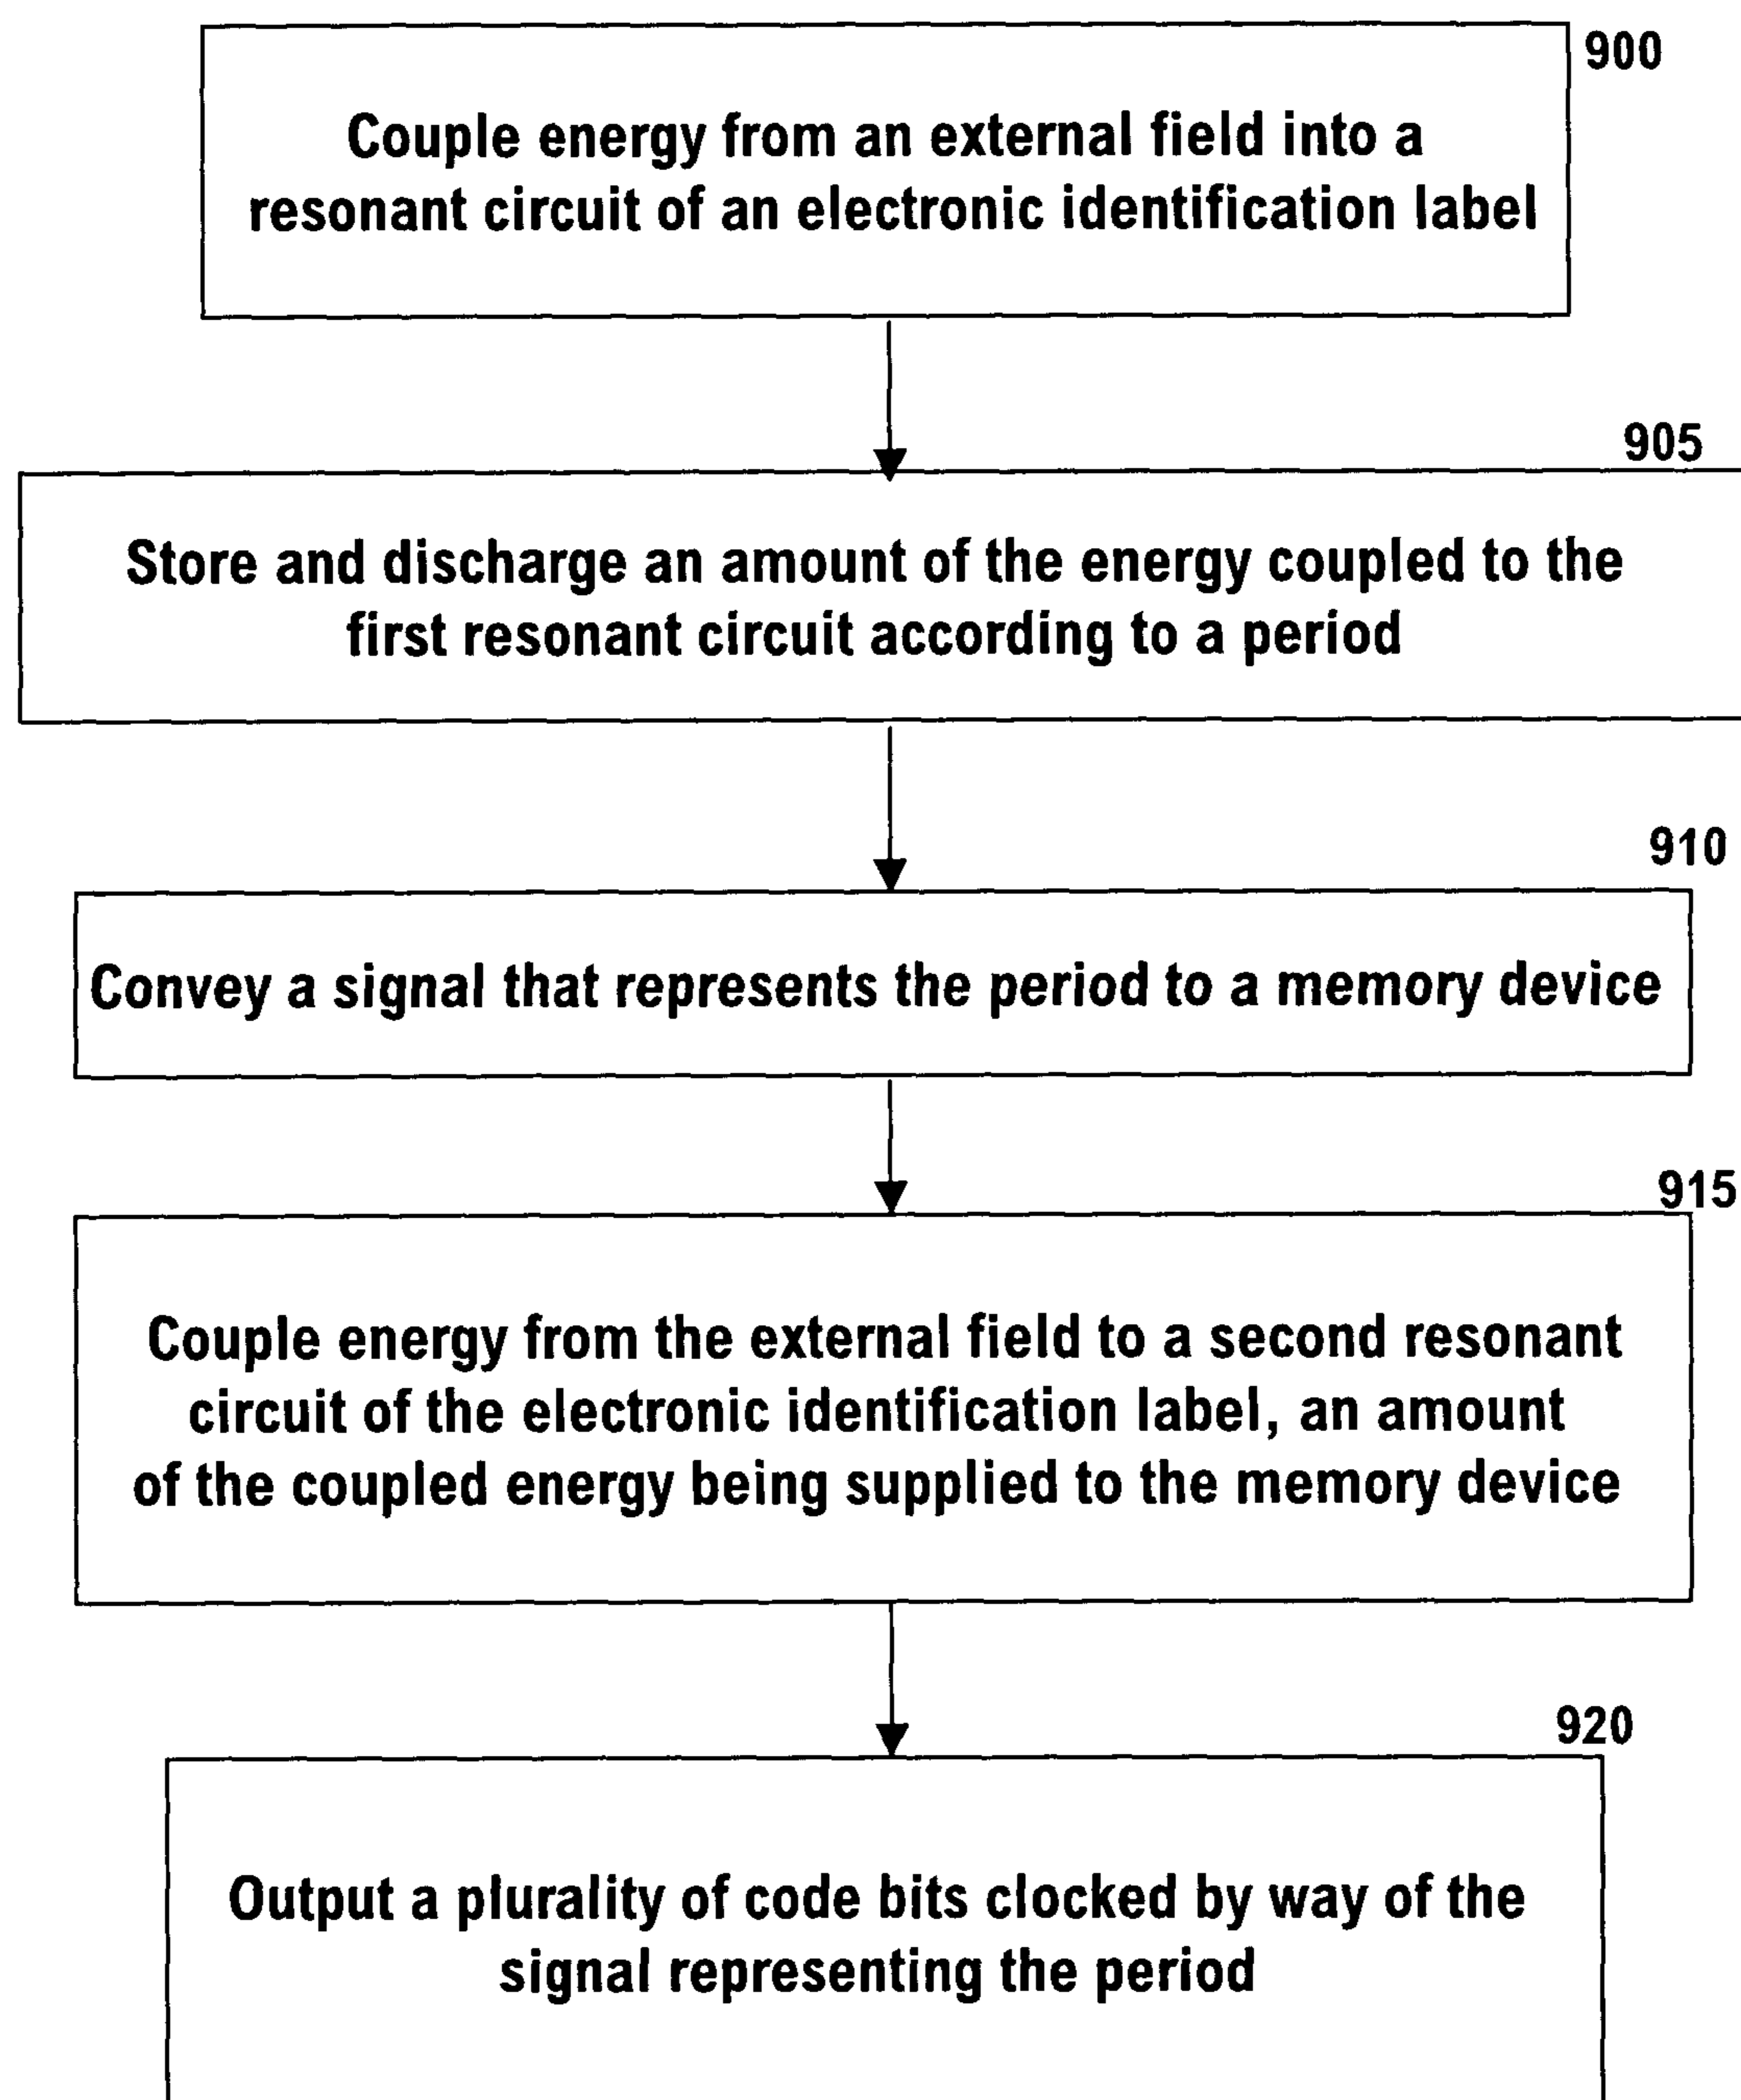 900
Couple energy from an external field into a
resonant circuit of an electronic identification label
905
Store and discharge an amount of the energy coupled to the
first resonant circuit according to a period
910
Convey a signal that represents the period to a memory device
915
Couple energy from the external field to a second resonant
circuit of the electronic identification label, an amount
of the coupled energy being supplied to the memory device
920
Output a plurality of code bits clocked by way of the
signal representing the period